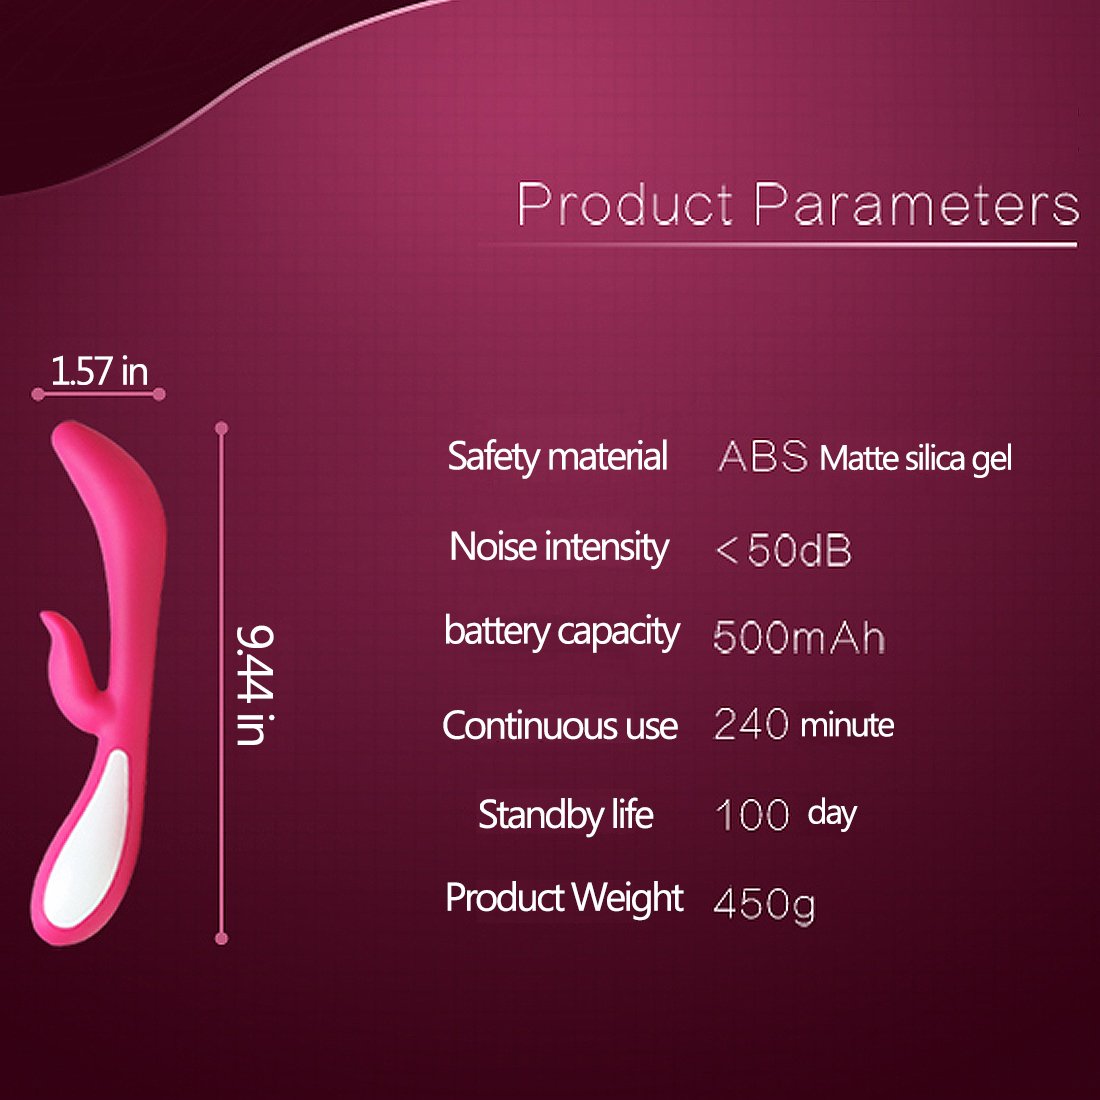 Product Parameters
1.57 in
9.44 in
Safety material ABS Matte silica gel
Noise intensity <50dB
battery capacity 500mAh
Continuous use 240 minute
Standby life 100 day
Product Weight 450g